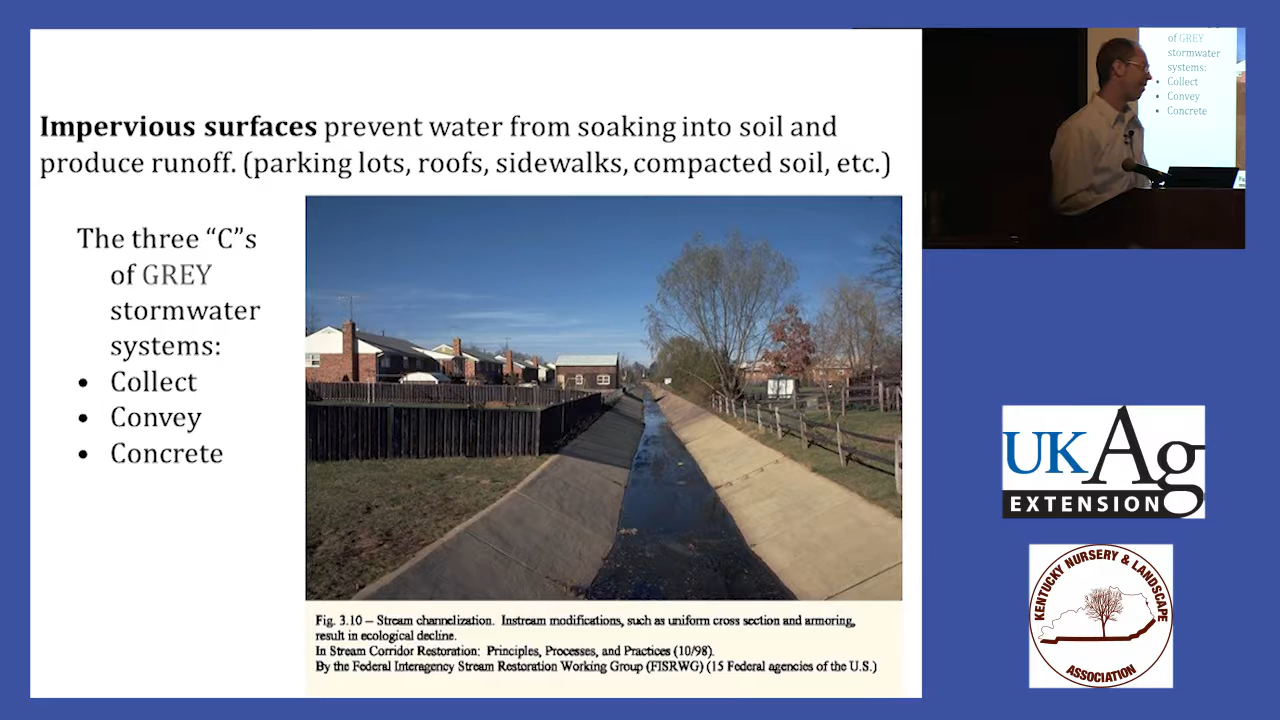 Impervious surfaces prevent water from soaking into soil and
produce runoff. (parking lots, roofs, sidewalks, compacted soil, etc.)
The three “C”s
of GREY
stormwater
systems:
• Collect
• Convey
• Concrete
Fig. 3.10 – Stream channelization. Instream modifications, such as uniform cross section and armoring,
result in ecological decline.
In Stream Corridor Restoration: Principles, Processes, and Practices (10/98).
By the Federal Interagency Stream Restoration Working Group (FISRWG) (15 Federal agencies of the U.S.)
of GREY
stormwater
systems:
• Collect
• Convey
• Concrete
UKAg
EXTENSION
KENTUCKY NURSERY & LANDSCAPE
ASSOCIATION